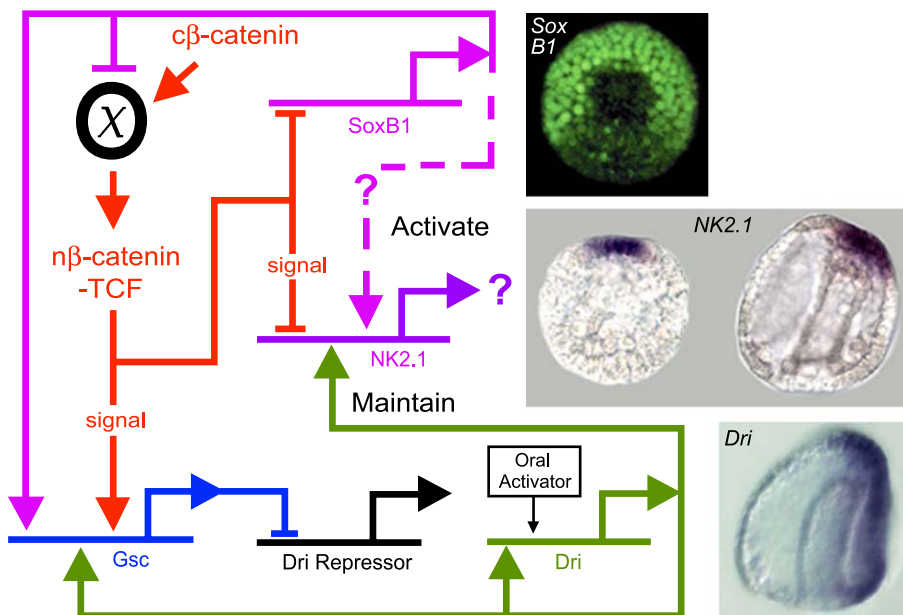 cβ-catenin
Sox
B1
χ
SoxB1
?
Activate
NK2.1
nβ-catenin
-TCF
signal
?
NK2.1
signal
Maintain
Dri
Oral
Activator
Gsc
Dri Repressor
Dri